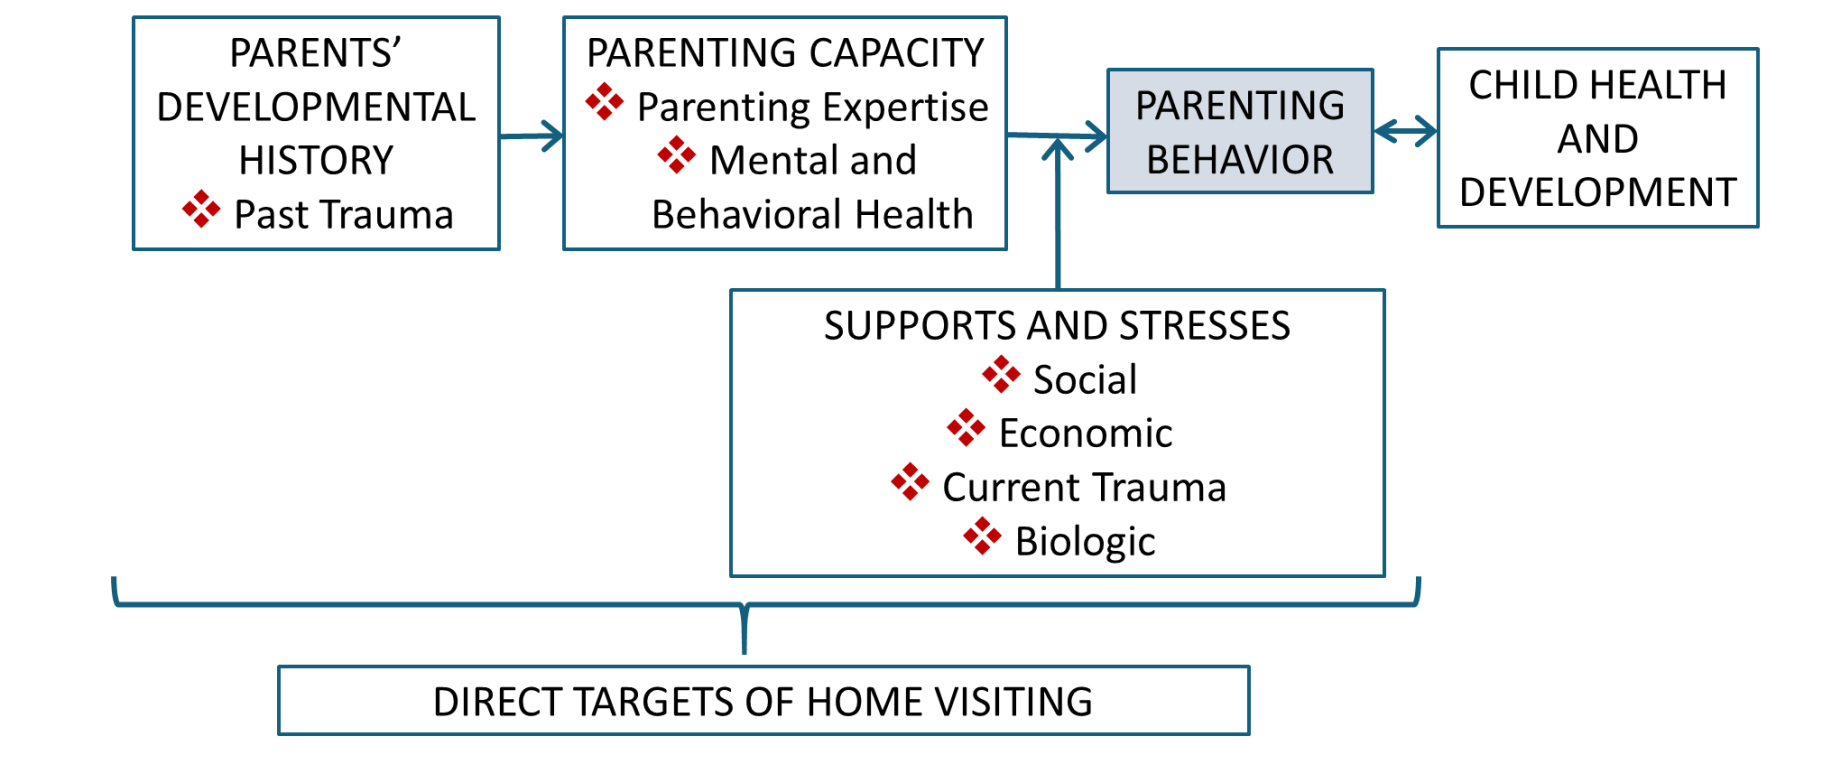 PARENTS’
DEVELOPMENTAL
HISTORY
❖ Past Trauma
PARENTING CAPACITY
❖ Parenting Expertise
❖ Mental and
Behavioral Health
PARENTING
BEHAVIOR
CHILD HEALTH
AND
DEVELOPMENT
SUPPORTS AND STRESSES
❖ Social
❖ Economic
❖ Current Trauma
❖ Biologic
DIRECT TARGETS OF HOME VISITING